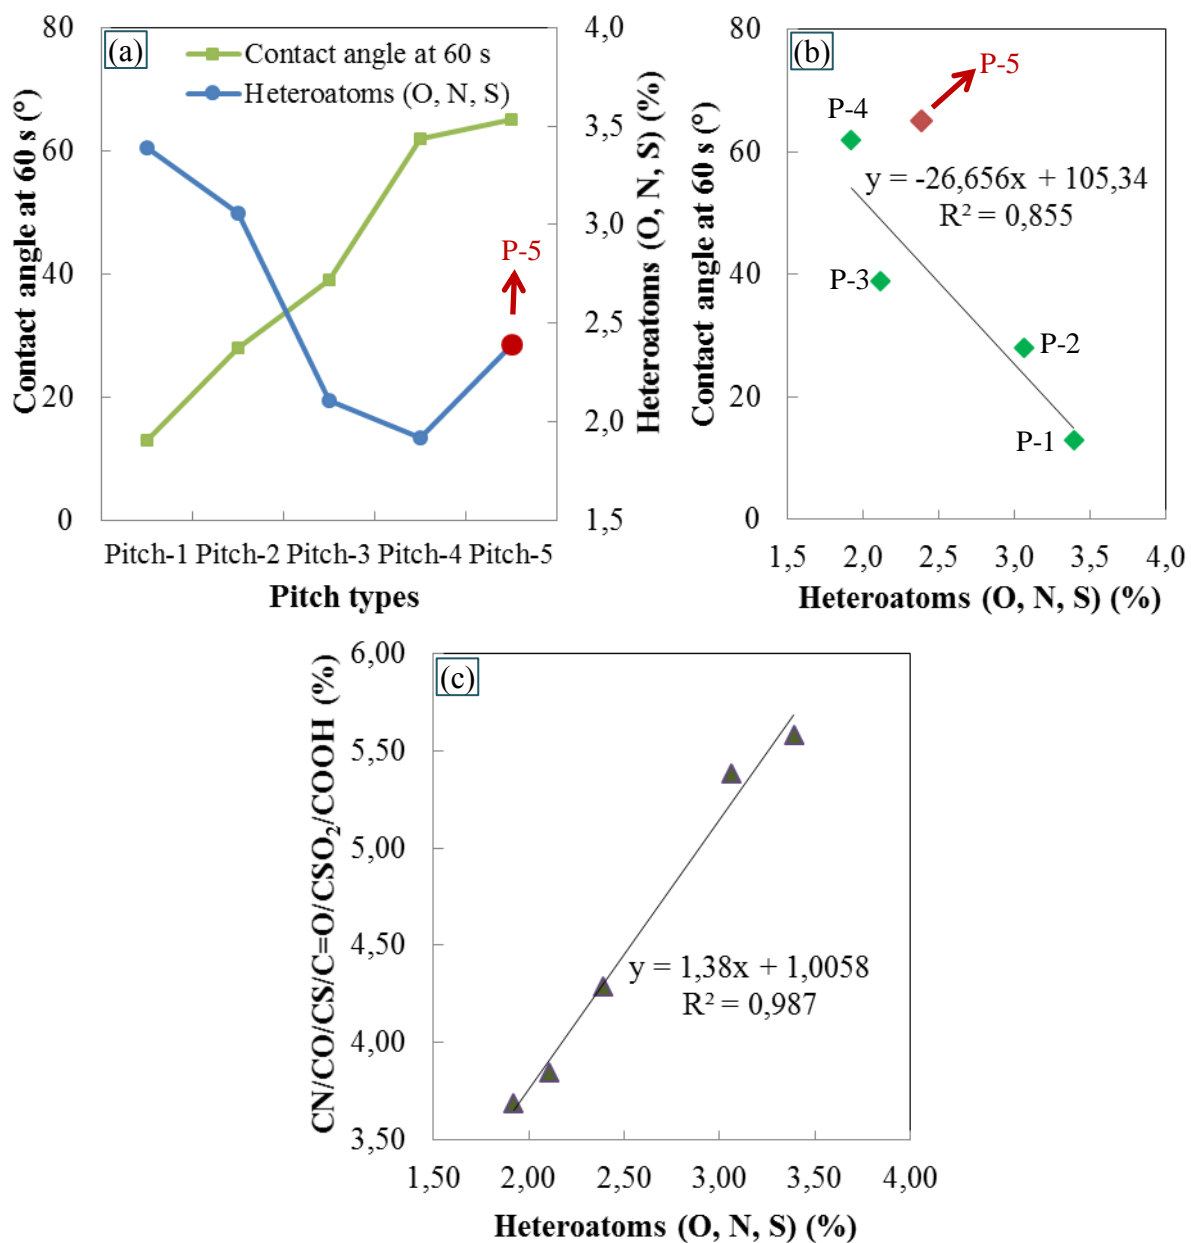 (a)
Contact angle at 60 s
Heteroatoms (O, N, S)
Contact angle at 60 s (°)
80
60
40
20
0
Heteroatoms (O, N, S) (%)
4,0
3,5
3,0
2,5
2,0
1,5
P-5
Pitch-1 Pitch-2 Pitch-3 Pitch-4 Pitch-5
Pitch types
(b)
Contact angle at 60 s (°)
80
60
40
20
0
P-5
P-4
y = -26,656x + 105,34
R² = 0,855
P-3
P-2
P-1
1,5 2,0 2,5 3,0 3,5 4,0
Heteroatoms (O, N, S) (%)
(c)
CN/CO/CS/C=O/CSO₂/COOH (%)
6,00
5,50
5,00
4,50
4,00
3,50
y = 1,38x + 1,0058
R² = 0,987
1,50 2,00 2,50 3,00 3,50 4,00
Heteroatoms (O, N, S) (%)